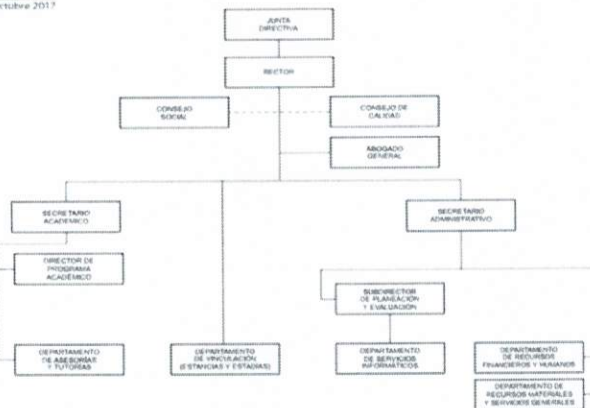 octubre 2017
JUNTA
DIRECTIVA
RECTOR
CONSEJO
SOCIAL
CONSEJO DE
CALIDAD
ABOGADO
GENERAL
SECRETARIO
ACADÉMICO
SECRETARIO
ADMINISTRATIVO
DIRECTOR DE
PROGRAMA
ACADÉMICO
SUBDIRECTOR
DE PLANEACIÓN
Y EVALUACIÓN
DEPARTAMENTO
DE ASESORÍAS
Y TUTORÍAS
DEPARTAMENTO
DE VINCULACIÓN
(ESTANCIAS Y ESTADÍAS)
DEPARTAMENTO
DE SERVICIOS
INFORMÁTICOS
DEPARTAMENTO
DE RECURSOS
FINANCIEROS Y HUMANOS
DEPARTAMENTO DE
RECURSOS MATERIALES
Y SERVICIOS GENERALES